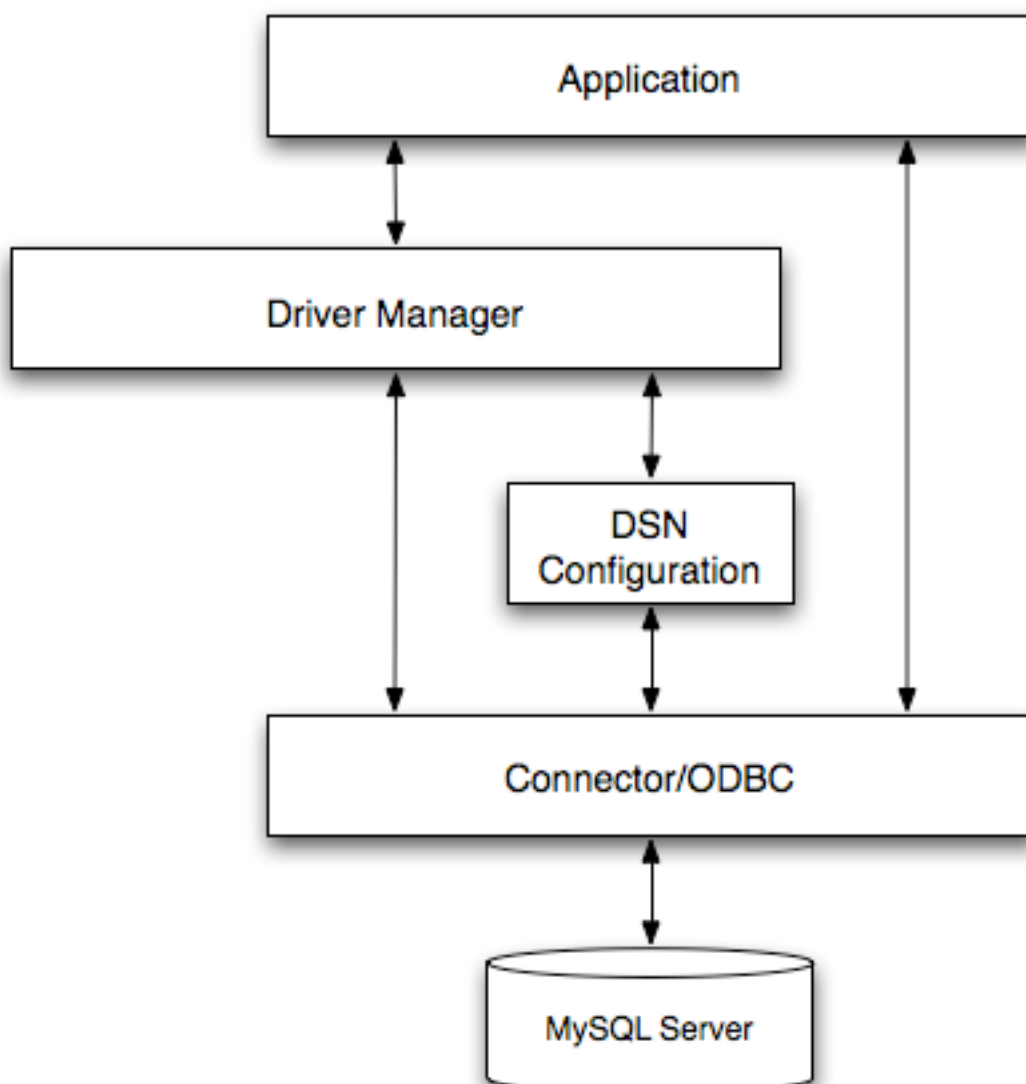 Application
Driver Manager
DSN
Configuration
Connector/ODBC
MySQL Server